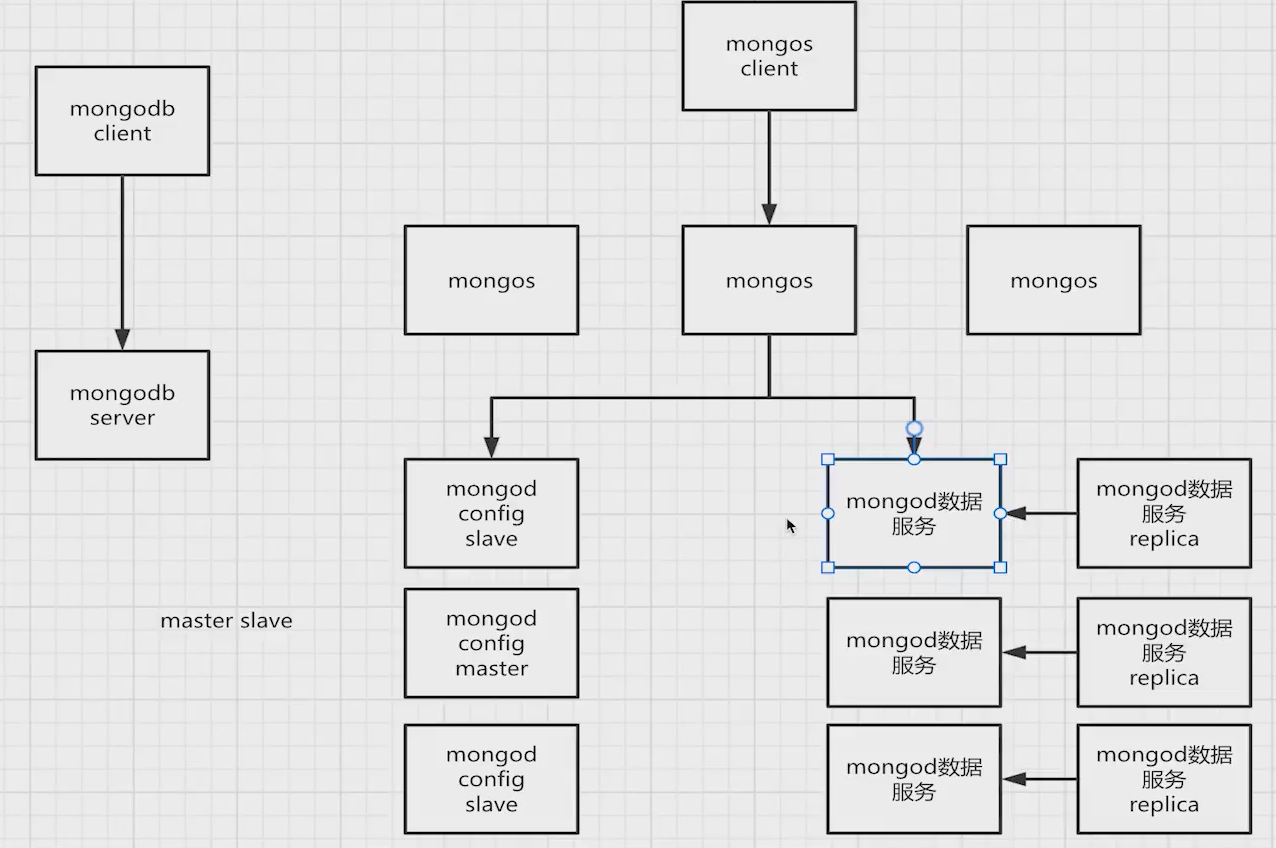 mongos
client
mongodb
client
mongos
mongos
mongos
mongodb
server
mongod
config
slave
mongod数据
服务
mongod数据
服务
replica
master slave
mongod
config
master
mongod数据
服务
mongod数据
服务
replica
mongod
config
slave
mongod数据
服务
mongod数据
服务
replica